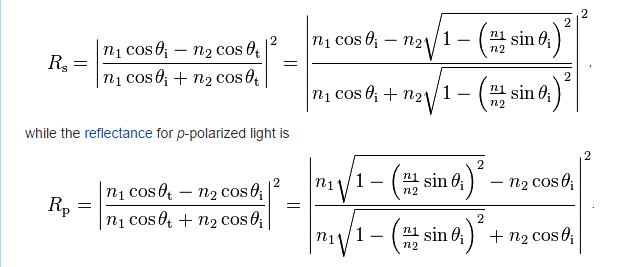 R_s = |(n_1 cos θ_i − n_2 cos θ_t)/(n_1 cos θ_i + n_2 cos θ_t)|^2 = |(n_1 cos θ_i − n_2 √(1 − (n_1/n_2 sin θ_i)^2))/(n_1 cos θ_i + n_2 √(1 − (n_1/n_2 sin θ_i)^2))|^2,
while the reflectance for p-polarized light is
R_p = |(n_1 cos θ_t − n_2 cos θ_i)/(n_1 cos θ_t + n_2 cos θ_i)|^2 = |(n_1 √(1 − (n_1/n_2 sin θ_i)^2) − n_2 cos θ_i)/(n_1 √(1 − (n_1/n_2 sin θ_i)^2) + n_2 cos θ_i)|^2.